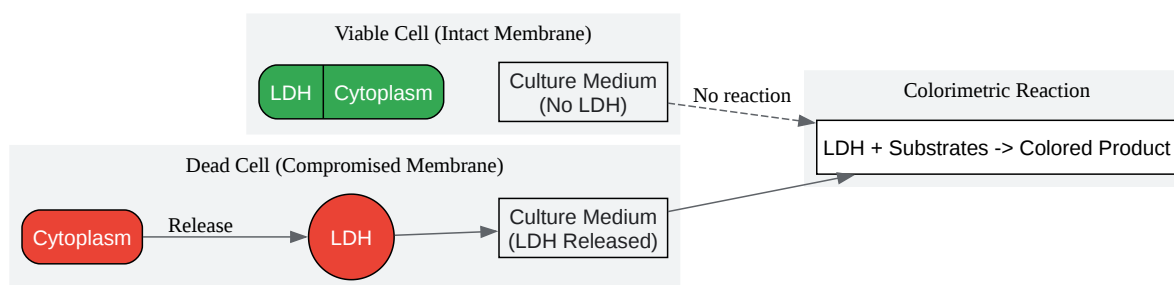 Viable Cell (Intact Membrane)
LDH
Cytoplasm
Culture Medium
(No LDH)
No reaction
Colorimetric Reaction
LDH + Substrates -> Colored Product
Dead Cell (Compromised Membrane)
Cytoplasm
Release
LDH
Culture Medium
(LDH Released)